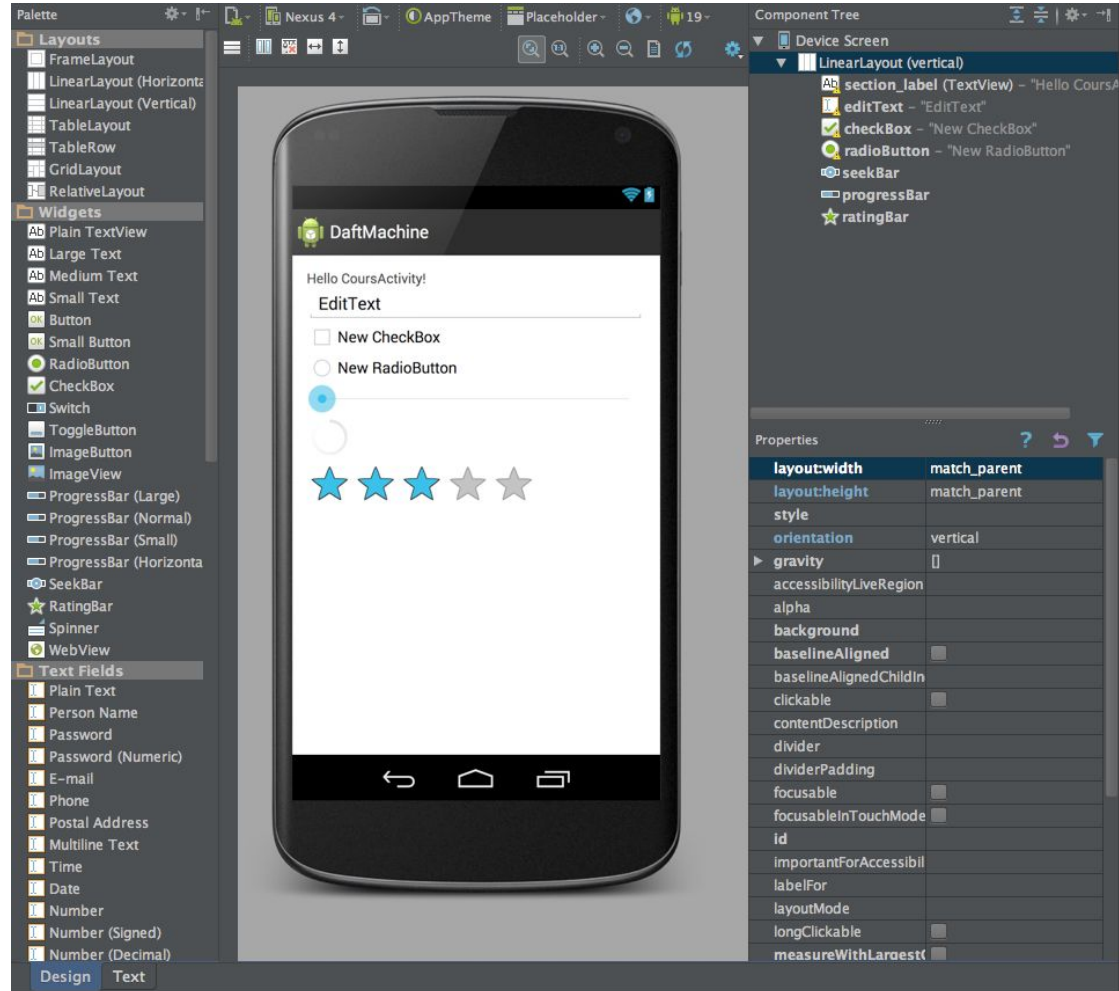 Palette
Layouts
FrameLayout
LinearLayout (Horizonta
LinearLayout (Vertical)
TableLayout
TableRow
GridLayout
RelativeLayout
Widgets
Plain TextView
Large Text
Medium Text
Small Text
Button
Small Button
RadioButton
CheckBox
Switch
ToggleButton
ImageButton
ImageView
ProgressBar (Large)
ProgressBar (Normal)
ProgressBar (Small)
ProgressBar (Horizonta
SeekBar
RatingBar
Spinner
WebView
Text Fields
Plain Text
Person Name
Password
Password (Numeric)
E-mail
Phone
Postal Address
Multiline Text
Time
Date
Number
Number (Signed)
Number (Decimal)
Design Text
Nexus 4 AppTheme Placeholder 19
DaftMachine
Hello CoursActivity!
EditText
New CheckBox
New RadioButton
Component Tree
Device Screen
LinearLayout (vertical)
section_label (TextView) – "Hello CoursA
editText – "EditText"
checkBox – "New CheckBox"
radioButton – "New RadioButton"
seekBar
progressBar
ratingBar
Properties
layout:width match_parent
layout:height match_parent
style
orientation vertical
gravity []
accessibilityLiveRegion
alpha
background
baselineAligned
baselineAlignedChildIn
clickable
contentDescription
divider
dividerPadding
focusable
focusableInTouchMode
id
importantForAccessibil
labelFor
layoutMode
longClickable
measureWithLargest